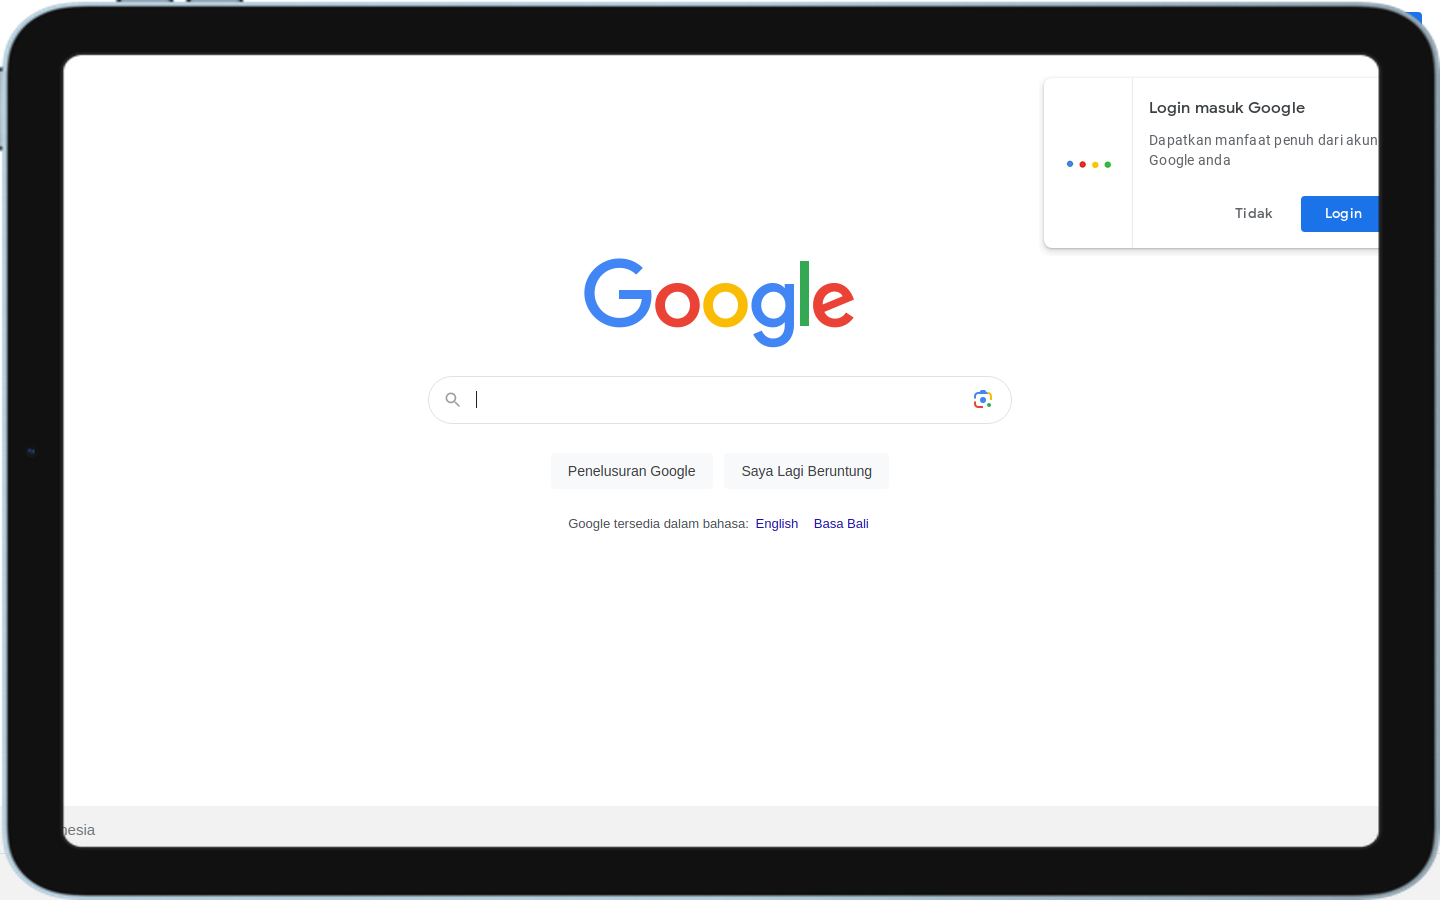 Login masuk Google
Dapatkan manfaat penuh dari akun
Google anda
Tidak
Login
Google
Penelusuran Google
Saya Lagi Beruntung
Google tersedia dalam bahasa: English Basa Bali
nesia